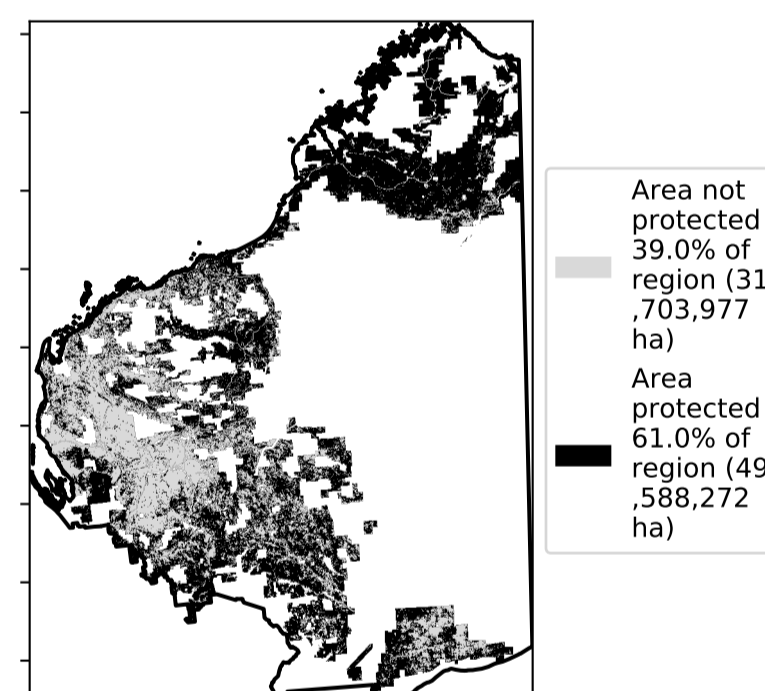 Area not
protected
39.0% of
region (31
,703,977
ha)
Area
protected
61.0% of
region (49
,588,272
ha)